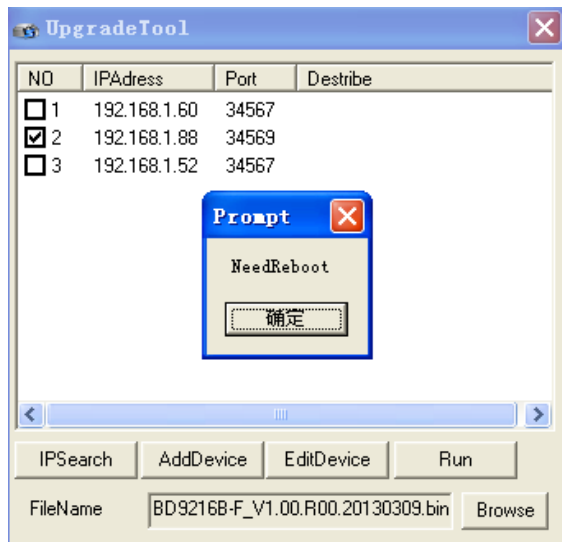 UpgradeTool
NO IPAdress Port Destribe
1 192.168.1.60 34567
2 192.168.1.88 34569
3 192.168.1.52 34567
Prompt
NeedReboot
确定
IPSearch AddDevice EditDevice Run
FileName BD9216B-F_V1.00.R00.20130309.bin Browse